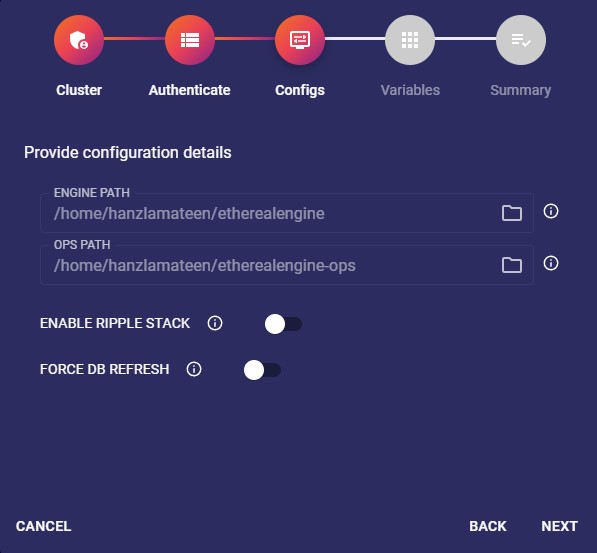 Cluster
Authenticate
Configs
Variables
Summary
Provide configuration details
ENGINE PATH
/home/hanzlamateen/etherealengine
OPS PATH
/home/hanzlamateen/etherealengine-ops
ENABLE RIPPLE STACK
FORCE DB REFRESH
CANCEL
BACK
NEXT